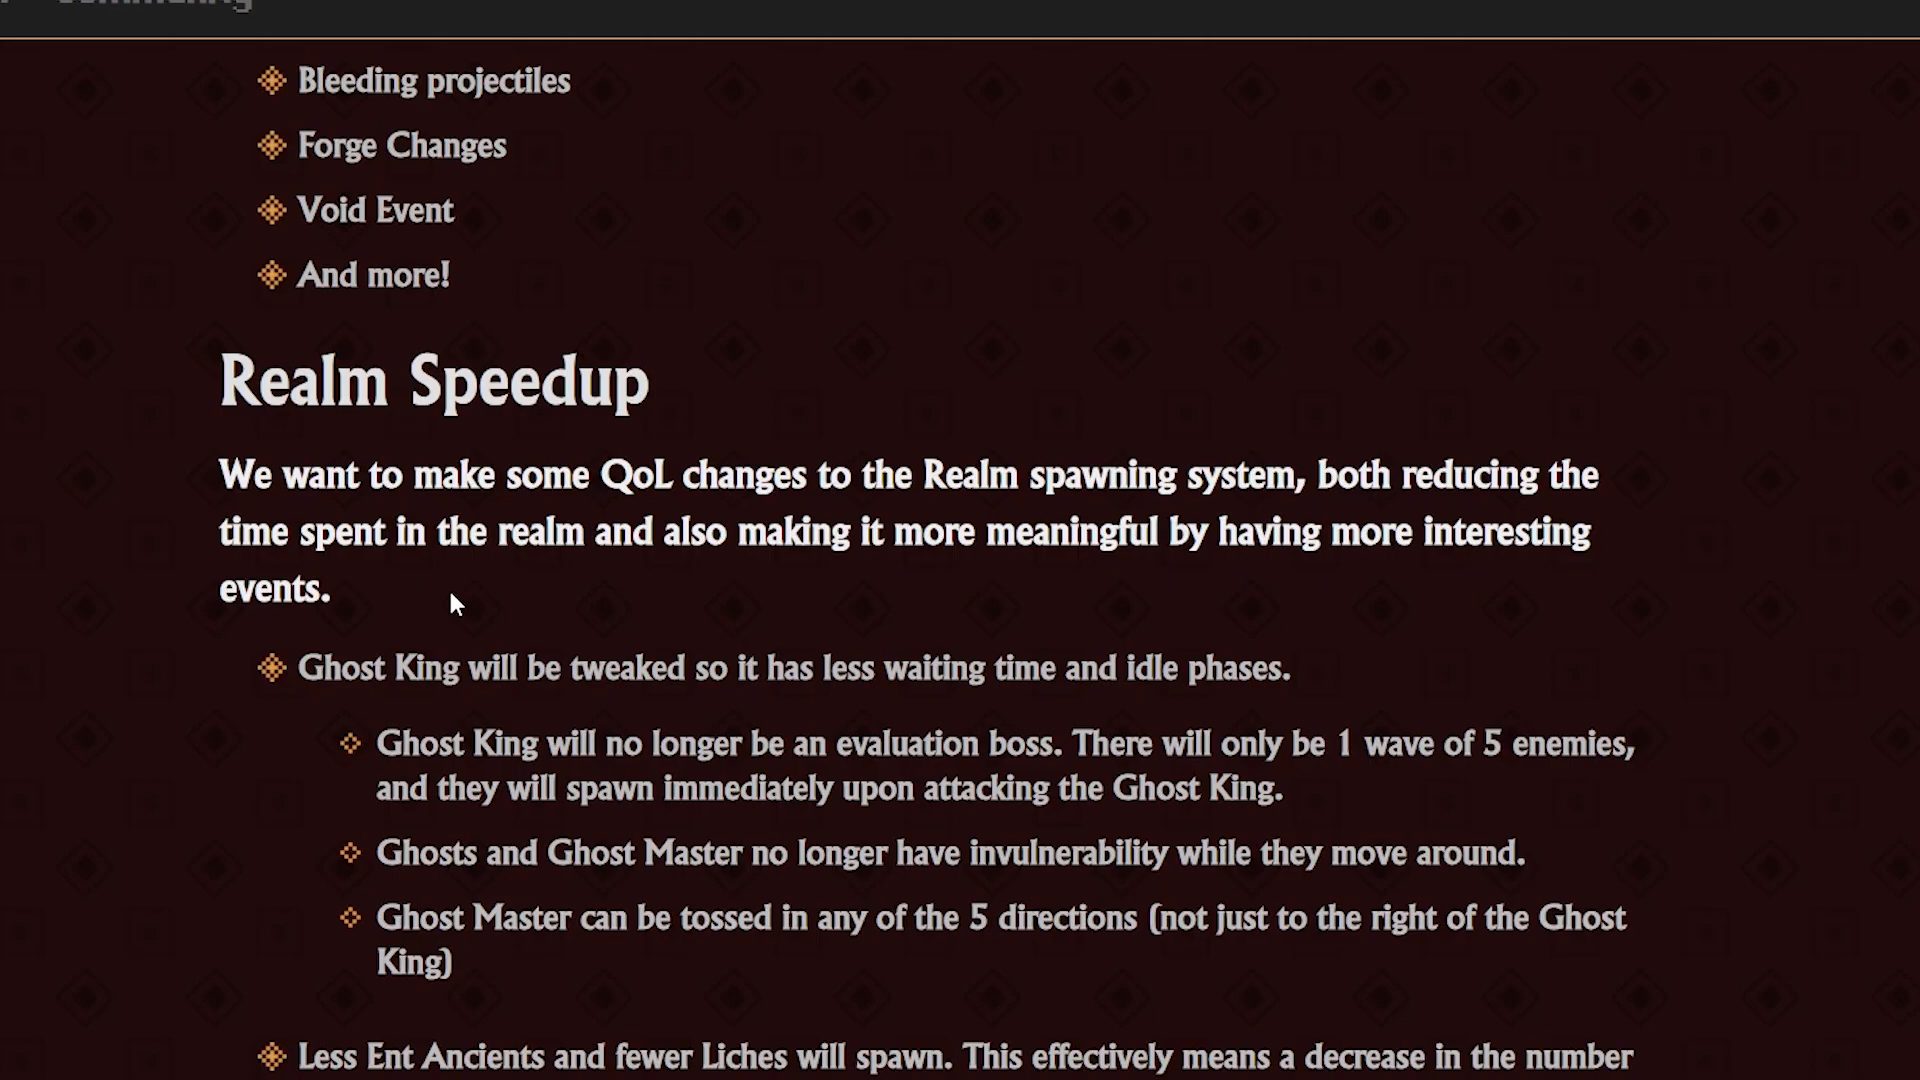 Bleeding projectiles
Forge Changes
Void Event
And more!
Realm Speedup
We want to make some QoL changes to the Realm spawning system, both reducing the
time spent in the realm and also making it more meaningful by having more interesting
events.
Ghost King will be tweaked so it has less waiting time and idle phases.
Ghost King will no longer be an evaluation boss. There will only be 1 wave of 5 enemies,
and they will spawn immediately upon attacking the Ghost King.
Ghosts and Ghost Master no longer have invulnerability while they move around.
Ghost Master can be tossed in any of the 5 directions (not just to the right of the Ghost
King)
Less Ent Ancients and fewer Liches will spawn. This effectively means a decrease in the number